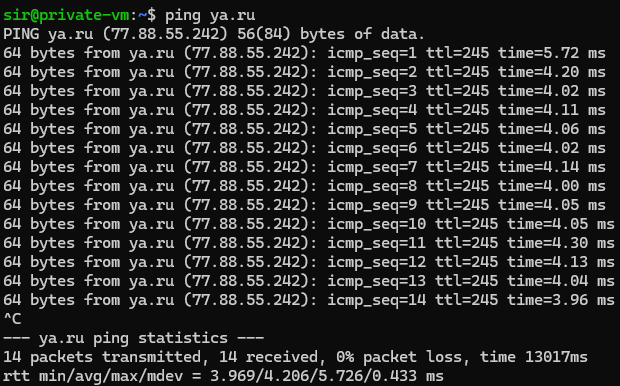 sir@private-vm:~$ ping ya.ru
PING ya.ru (77.88.55.242) 56(84) bytes of data.
64 bytes from ya.ru (77.88.55.242): icmp_seq=1 ttl=245 time=5.72 ms
64 bytes from ya.ru (77.88.55.242): icmp_seq=2 ttl=245 time=4.20 ms
64 bytes from ya.ru (77.88.55.242): icmp_seq=3 ttl=245 time=4.02 ms
64 bytes from ya.ru (77.88.55.242): icmp_seq=4 ttl=245 time=4.11 ms
64 bytes from ya.ru (77.88.55.242): icmp_seq=5 ttl=245 time=4.06 ms
64 bytes from ya.ru (77.88.55.242): icmp_seq=6 ttl=245 time=4.02 ms
64 bytes from ya.ru (77.88.55.242): icmp_seq=7 ttl=245 time=4.14 ms
64 bytes from ya.ru (77.88.55.242): icmp_seq=8 ttl=245 time=4.00 ms
64 bytes from ya.ru (77.88.55.242): icmp_seq=9 ttl=245 time=4.05 ms
64 bytes from ya.ru (77.88.55.242): icmp_seq=10 ttl=245 time=4.05 ms
64 bytes from ya.ru (77.88.55.242): icmp_seq=11 ttl=245 time=4.30 ms
64 bytes from ya.ru (77.88.55.242): icmp_seq=12 ttl=245 time=4.13 ms
64 bytes from ya.ru (77.88.55.242): icmp_seq=13 ttl=245 time=4.04 ms
64 bytes from ya.ru (77.88.55.242): icmp_seq=14 ttl=245 time=3.96 ms
^C
--- ya.ru ping statistics ---
14 packets transmitted, 14 received, 0% packet loss, time 13017ms
rtt min/avg/max/mdev = 3.969/4.206/5.726/0.433 ms